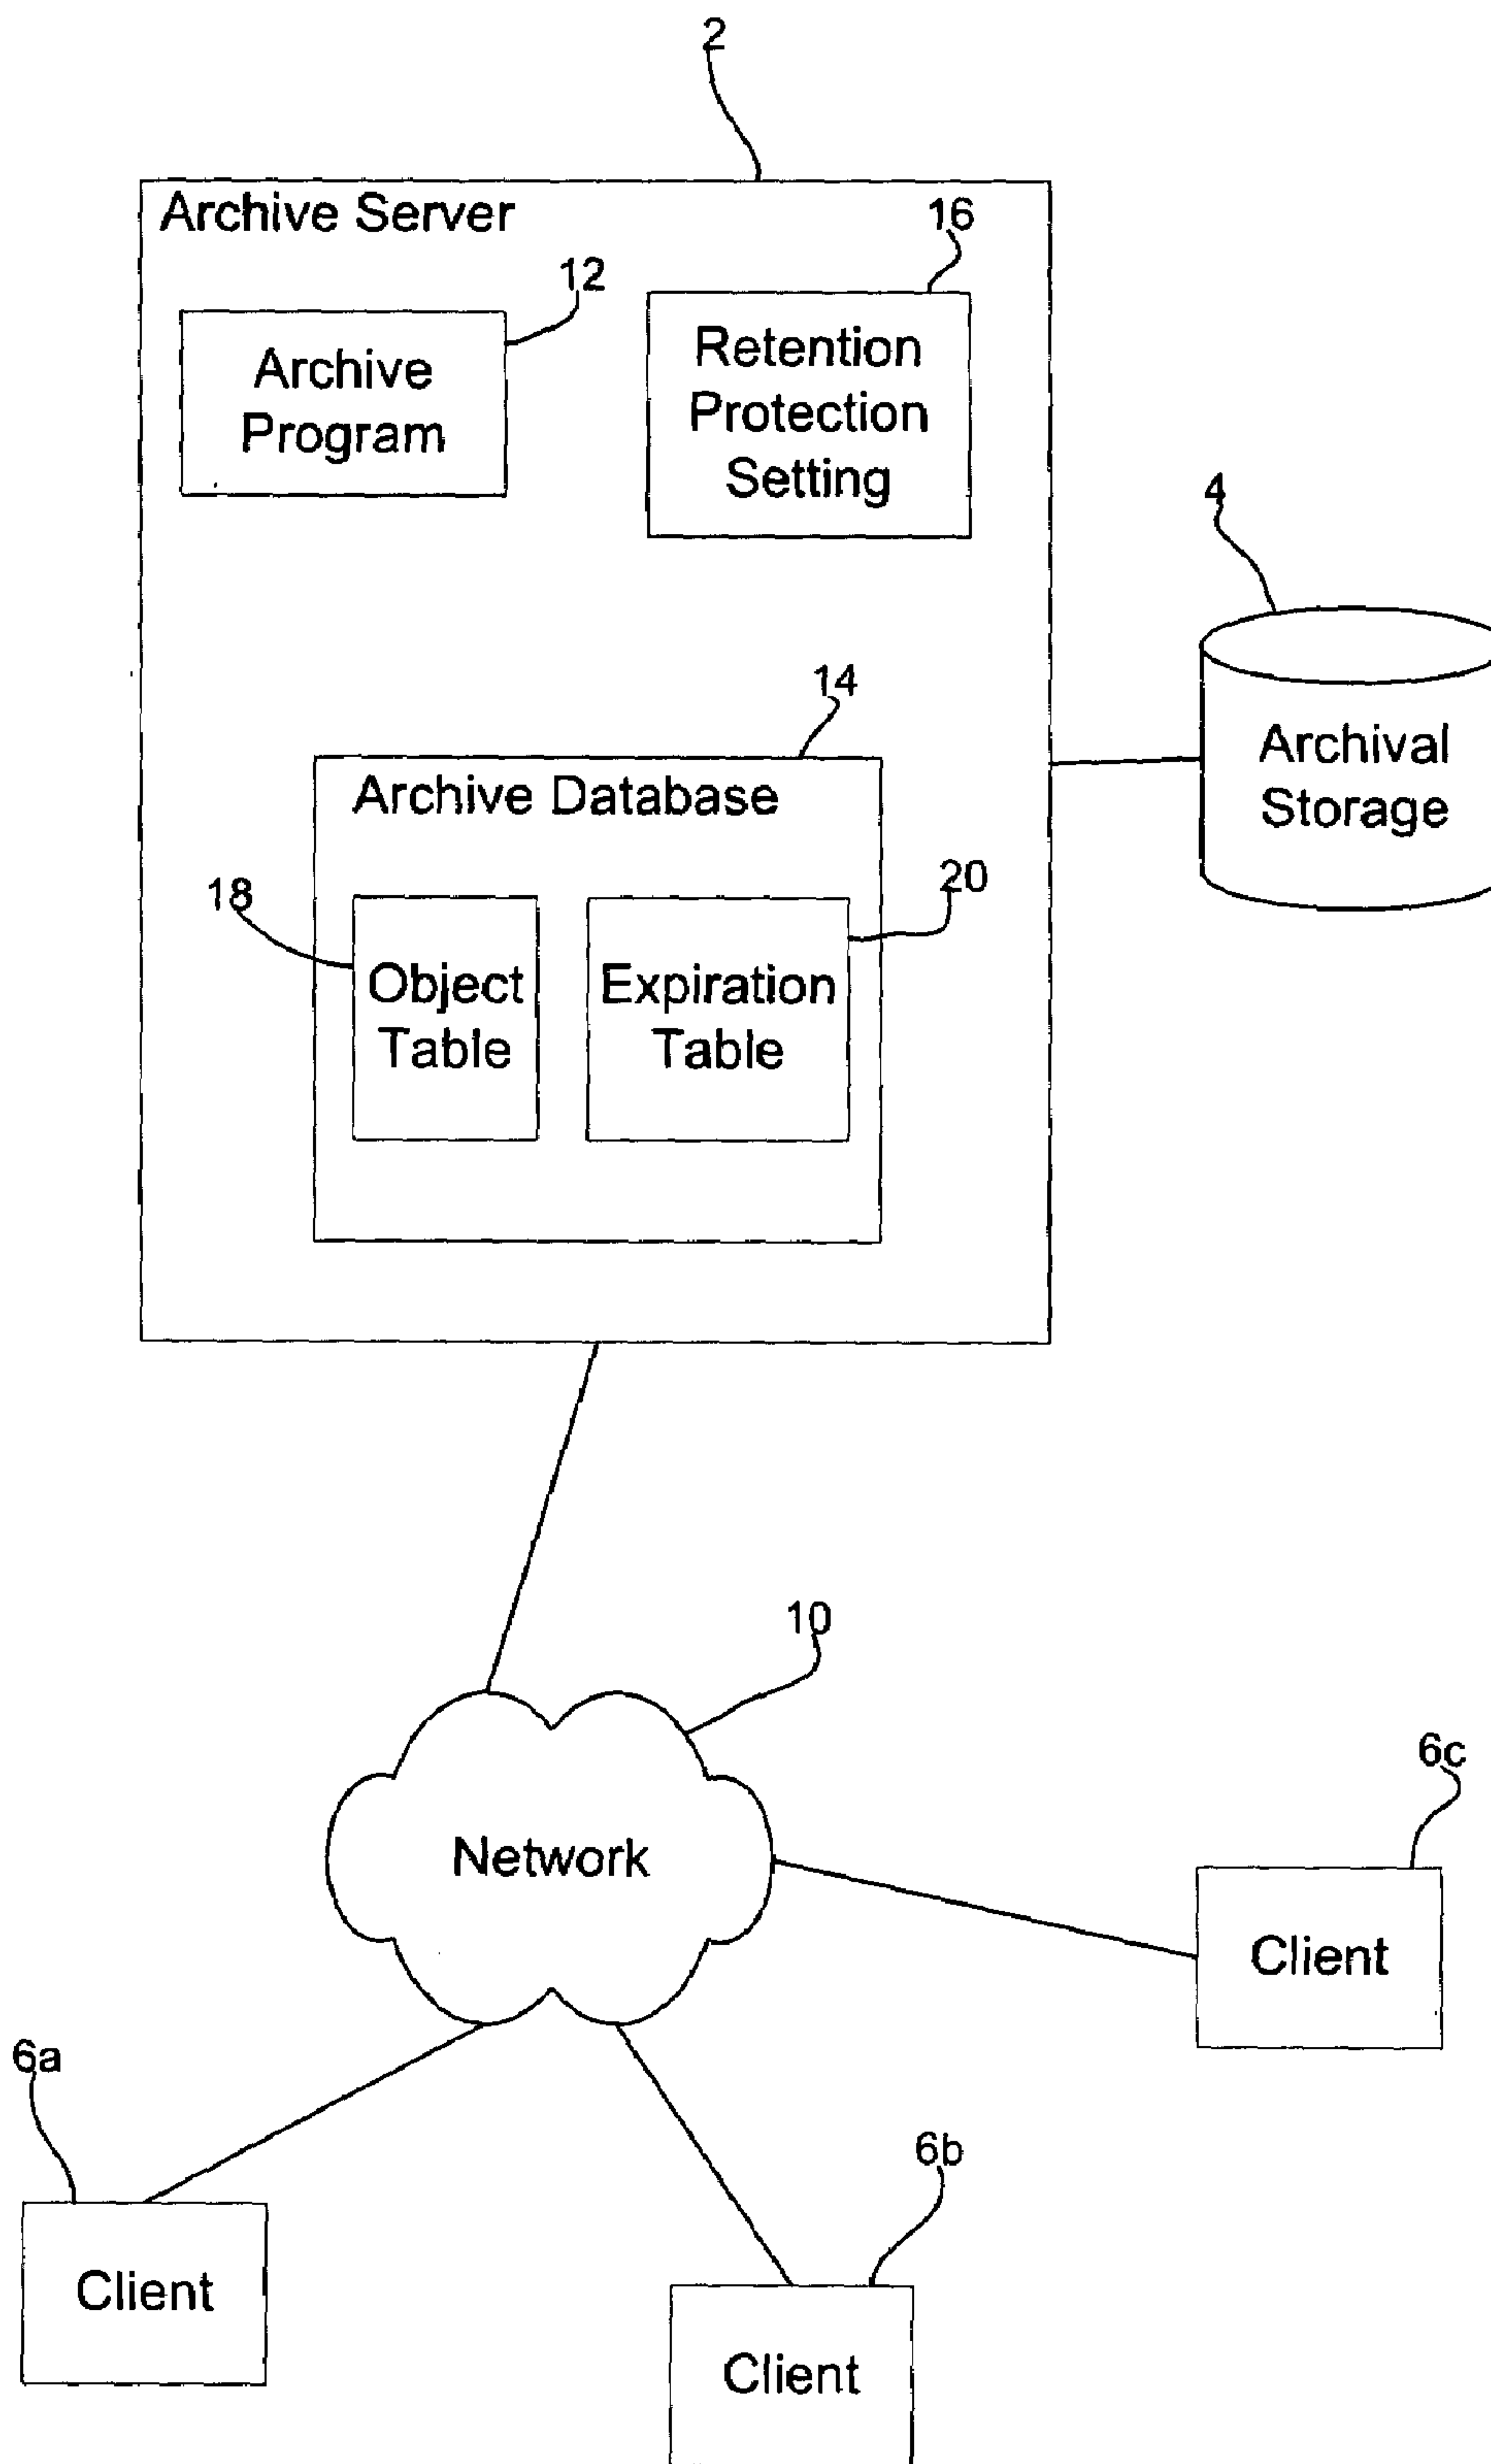 2
Archive Server
16
12
Archive
Program
Retention
Protection
Setting
4
14
Archival
Storage
Archive Database
18
20
Object
Table
Expiration
Table
10
6c
Network
Client
6a
6b
Client
Client